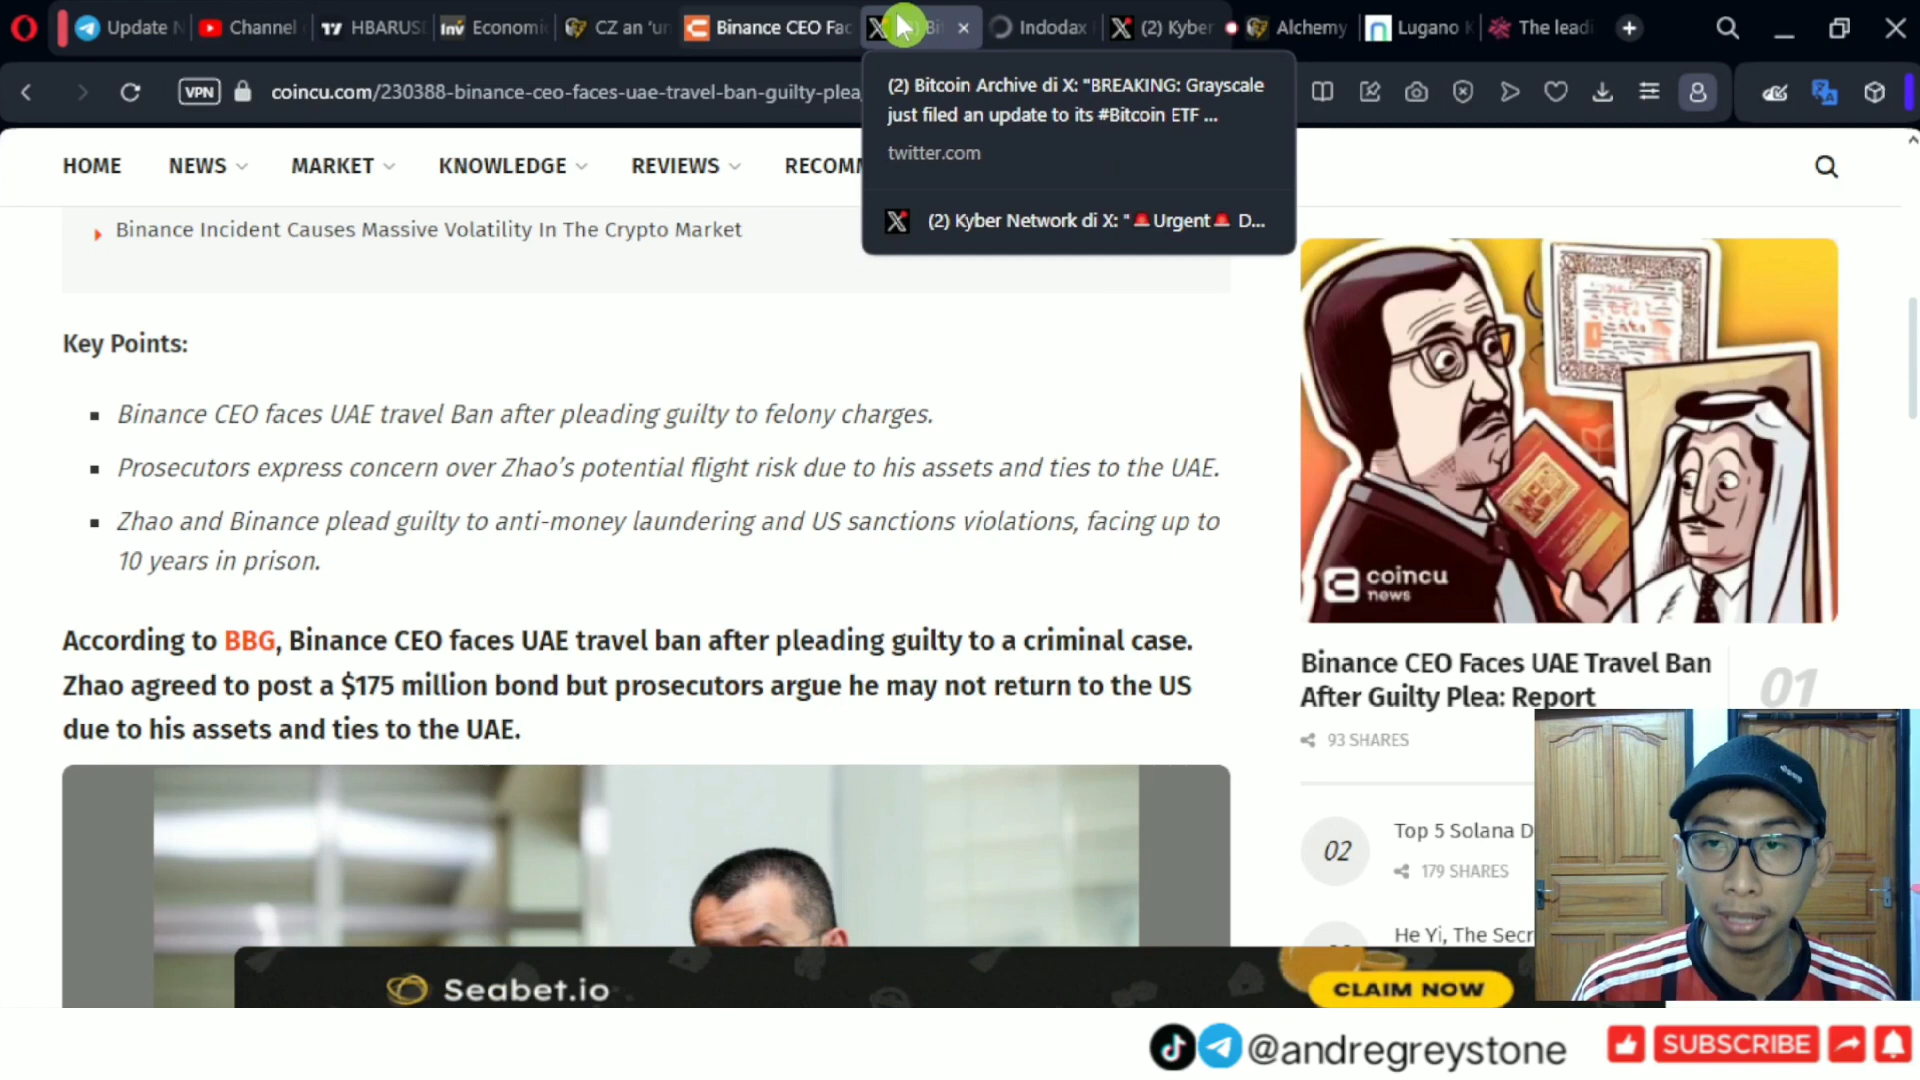 Update N
Channel
HBARUSD
Economi
CZ an 'un
Binance CEO Fac
Bi
Indodax
(2) Kyber
Alchemy
Lugano
The leadi
VPN
coincu.com/230388-binance-ceo-faces-uae-travel-ban-guilty-plea
(2) Bitcoin Archive di X: "BREAKING: Grayscale
just filed an update to its #Bitcoin ETF ...
twitter.com
(2) Kyber Network di X: "🚨Urgent🚨 D...
HOME
NEWS
MARKET
KNOWLEDGE
REVIEWS
RECOMM
Binance Incident Causes Massive Volatility In The Crypto Market
Key Points:
Binance CEO faces UAE travel Ban after pleading guilty to felony charges.
Prosecutors express concern over Zhao's potential flight risk due to his assets and ties to the UAE.
Zhao and Binance plead guilty to anti-money laundering and US sanctions violations, facing up to
10 years in prison.
According to BBG, Binance CEO faces UAE travel ban after pleading guilty to a criminal case.
Zhao agreed to post a $175 million bond but prosecutors argue he may not return to the US
due to his assets and ties to the UAE.
coincu
news
Binance CEO Faces UAE Travel Ban
After Guilty Plea: Report
01
93 SHARES
02
Top 5 Solana D
179 SHARES
He Yi, The Secr
Seabet.io
CLAIM NOW
@andregreystone
SUBSCRIBE